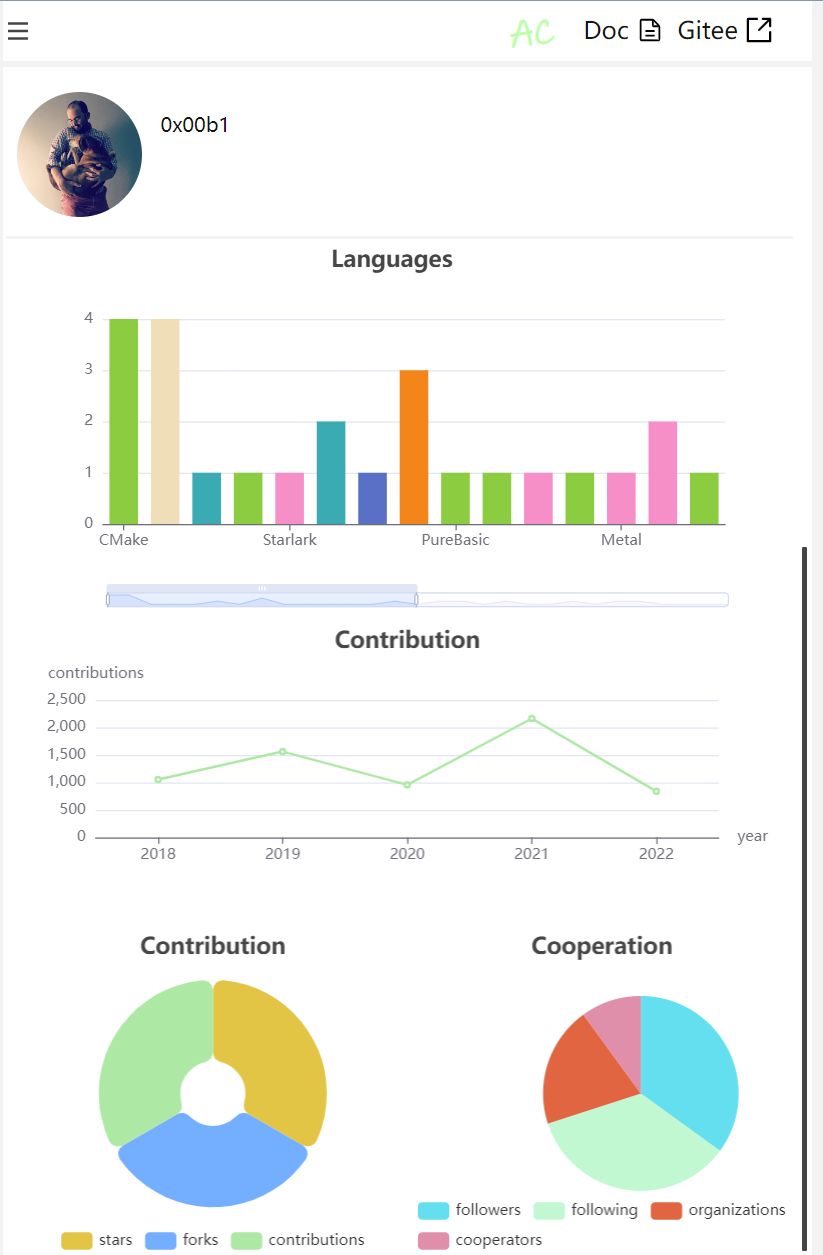 AC Doc Gitee
0x00b1
Languages
4
3
2
1
0
CMake Starlark PureBasic Metal
Contribution
contributions
2,500
2,000
1,500
1,000
500
0
year
2018 2019 2020 2021 2022
Contribution
Cooperation
stars forks contributions
followers following organizations
cooperators